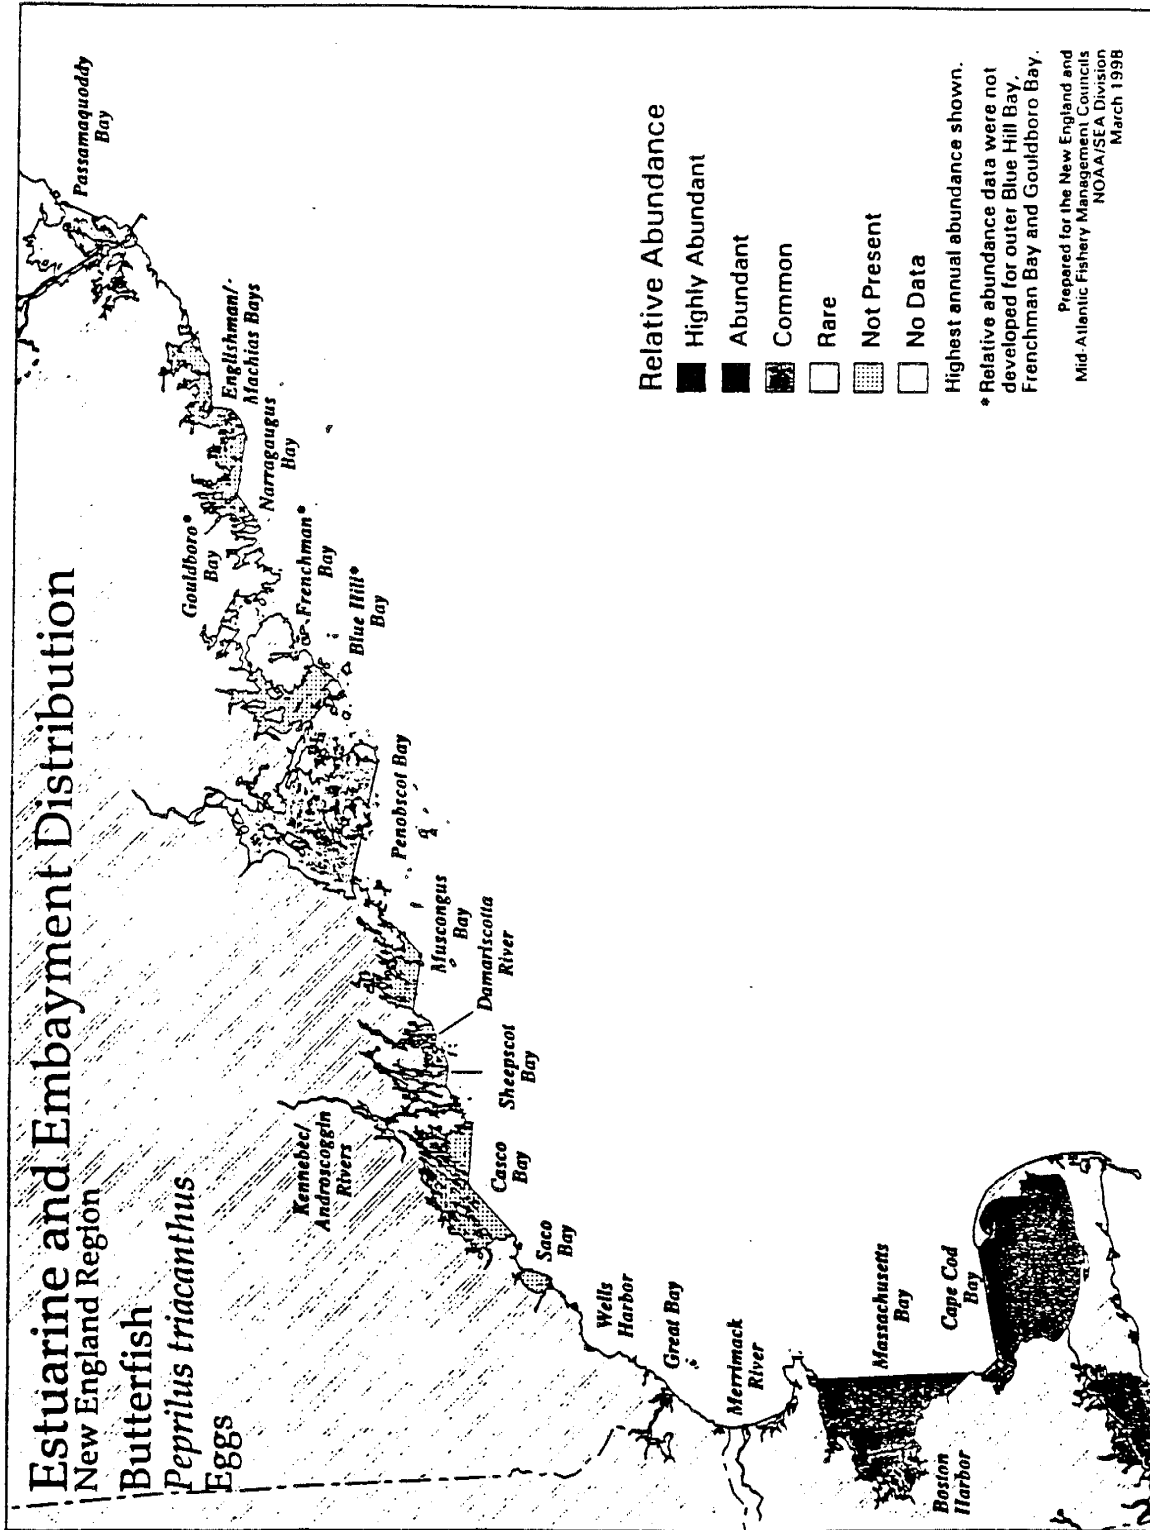 Estuarine and Embayment Distribution
New England Region
Butterfish
Peprilus triacanthus
Eggs
Passamaquoddy
Bay
Englishman/
Machias Bays
Narragaugus
Bay
Gouldboro*
Bay
Frenchman*
Bay
Blue Hill*
Bay
Penobscot Bay
Muscongus
Bay
Damariscotta
River
Sheepscot
Bay
Kennebec/
Androscoggin
Rivers
Casco
Bay
Saco
Bay
Wells
Harbor
Great Bay
Merrimack
River
Massachusetts
Bay
Cape Cod
Bay
Boston
Harbor
Relative Abundance
Highly Abundant
Abundant
Common
Rare
Not Present
No Data
Highest annual abundance shown.
* Relative abundance data were not
developed for outer Blue Hill Bay,
Frenchman Bay and Gouldboro Bay.
Prepared for the New England and
Mid-Atlantic Fishery Management Councils
NOAA/SEA Division
March 1998